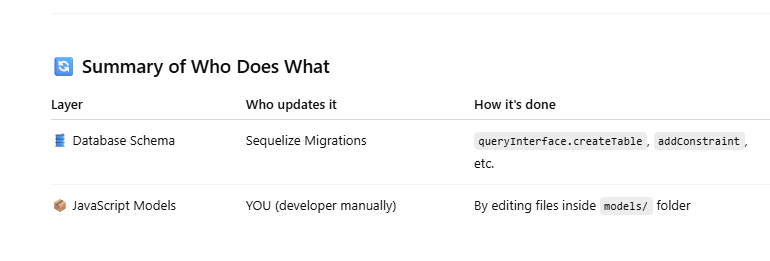 🔄 Summary of Who Does What
Layer Who updates it How it's done
📚 Database Schema Sequelize Migrations queryInterface.createTable, addConstraint,
etc.
📦 JavaScript Models YOU (developer manually) By editing files inside models/ folder